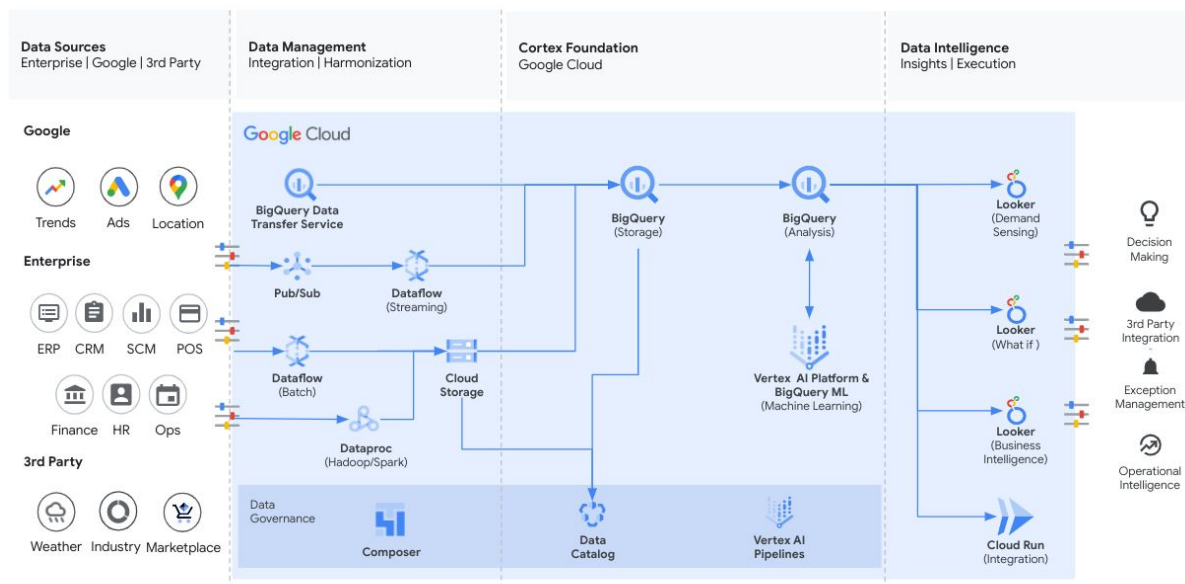 Data Sources
Enterprise | Google | 3rd Party
Data Management
Integration | Harmonization
Cortex Foundation
Google Cloud
Data Intelligence
Insights | Execution
Google
Trends
Ads
Location
Enterprise
ERP
CRM
SCM
POS
Finance
HR
Ops
3rd Party
Weather
Industry
Marketplace
Google Cloud
BigQuery Data
Transfer Service
Pub/Sub
Dataflow
(Streaming)
Dataflow
(Batch)
Cloud
Storage
Dataproc
(Hadoop/Spark)
BigQuery
(Storage)
BigQuery
(Analysis)
Vertex AI Platform &
BigQuery ML
(Machine Learning)
Looker
(Demand
Sensing)
Looker
(What if )
Looker
(Business
Intelligence)
Cloud Run
(Integration)
Data
Governance
Composer
Data
Catalog
Vertex AI
Pipelines
Decision
Making
3rd Party
Integration
Exception
Management
Operational
Intelligence